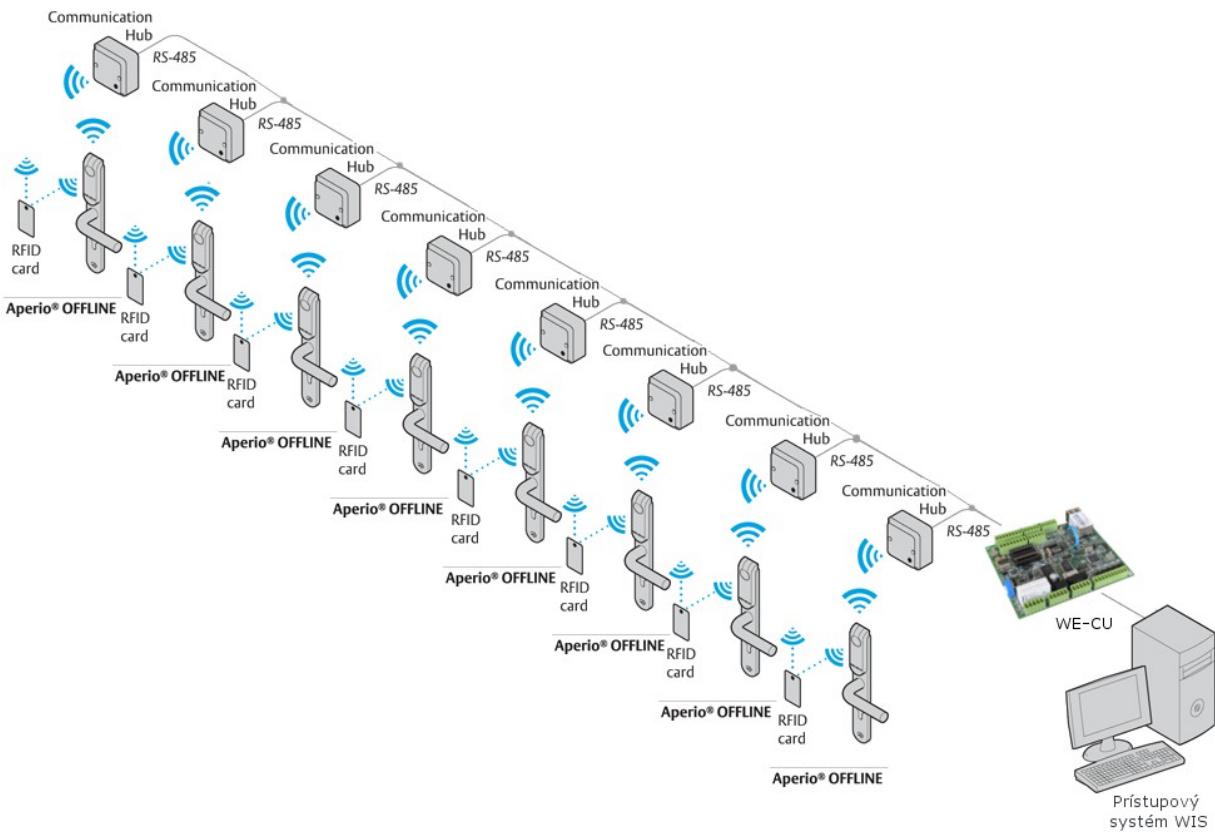 Communication
Hub
RS-485
Communication
Hub
RS-485
Communication
Hub
RS-485
Communication
Hub
RS-485
Communication
Hub
RS-485
Communication
Hub
RS-485
Communication
Hub
RS-485
Communication
Hub
RS-485
RFID
card
Aperio® OFFLINE
RFID
card
Aperio® OFFLINE
RFID
card
Aperio® OFFLINE
RFID
card
Aperio® OFFLINE
RFID
card
Aperio® OFFLINE
RFID
card
Aperio® OFFLINE
RFID
card
Aperio® OFFLINE
RFID
card
Aperio® OFFLINE
WE-CU
Prístupový
systém WIS